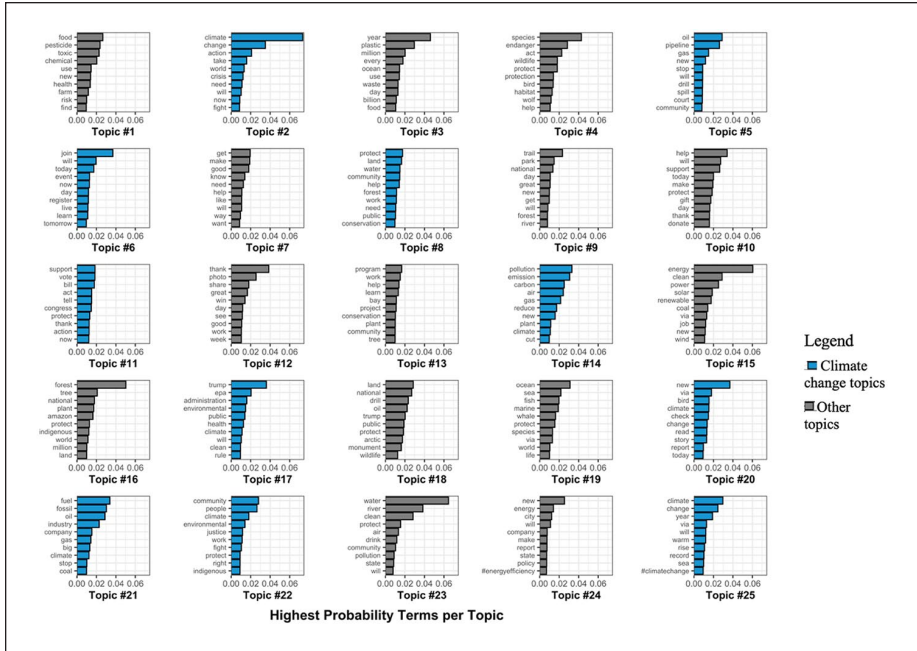 food
pesticide
toxic
chemical
use
new
health
farm
risk
find
0.00 0.02 0.04 0.06
Topic #1
climate
change
action
take
world
crisis
need
will
now
fight
0.00 0.02 0.04 0.06
Topic #2
year
plastic
million
every
ocean
use
waste
day
billion
food
0.00 0.02 0.04 0.06
Topic #3
species
endanger
act
wildlife
protect
protection
bird
habitat
wolf
help
0.00 0.02 0.04 0.06
Topic #4
oil
pipeline
gas
new
stop
will
drill
spill
court
community
0.00 0.02 0.04 0.06
Topic #5
join
will
today
event
now
day
register
live
learn
tomorrow
0.00 0.02 0.04 0.06
Topic #6
get
make
good
know
need
help
like
will
way
want
0.00 0.02 0.04 0.06
Topic #7
protect
land
water
community
help
forest
work
need
public
conservation
0.00 0.02 0.04 0.06
Topic #8
trail
park
national
day
great
new
get
will
forest
river
0.00 0.02 0.04 0.06
Topic #9
help
will
support
today
make
protect
gift
day
thank
donate
0.00 0.02 0.04 0.06
Topic #10
support
vote
bill
act
tell
congress
protect
thank
action
now
0.00 0.02 0.04 0.06
Topic #11
thank
photo
share
great
win
day
see
good
work
week
0.00 0.02 0.04 0.06
Topic #12
program
work
help
learn
bay
project
conservation
plant
community
tree
0.00 0.02 0.04 0.06
Topic #13
pollution
emission
carbon
air
gas
reduce
new
plant
climate
cut
0.00 0.02 0.04 0.06
Topic #14
energy
clean
power
solar
renewable
coal
via
job
new
wind
0.00 0.02 0.04 0.06
Topic #15
Legend
Climate
change topics
Other
topics
forest
tree
national
plant
amazon
protect
indigenous
world
million
land
0.00 0.02 0.04 0.06
Topic #16
trump
epa
administration
environmental
public
health
climate
will
clean
rule
0.00 0.02 0.04 0.06
Topic #17
land
national
drill
oil
trump
public
protect
arctic
monument
wildlife
0.00 0.02 0.04 0.06
Topic #18
ocean
sea
fish
marine
whale
protect
species
via
world
life
0.00 0.02 0.04 0.06
Topic #19
new
via
bird
climate
check
change
read
story
report
today
0.00 0.02 0.04 0.06
Topic #20
fuel
fossil
oil
industry
company
gas
big
climate
stop
coal
0.00 0.02 0.04 0.06
Topic #21
community
people
climate
environmental
justice
work
fight
protect
right
indigenous
0.00 0.02 0.04 0.06
Topic #22
water
river
clean
protect
air
drink
community
pollution
state
will
0.00 0.02 0.04 0.06
Topic #23
new
energy
city
will
company
make
report
state
policy
#energyefficiency
0.00 0.02 0.04 0.06
Topic #24
climate
change
year
via
will
warm
rise
record
sea
#climatechange
0.00 0.02 0.04 0.06
Topic #25
Highest Probability Terms per Topic